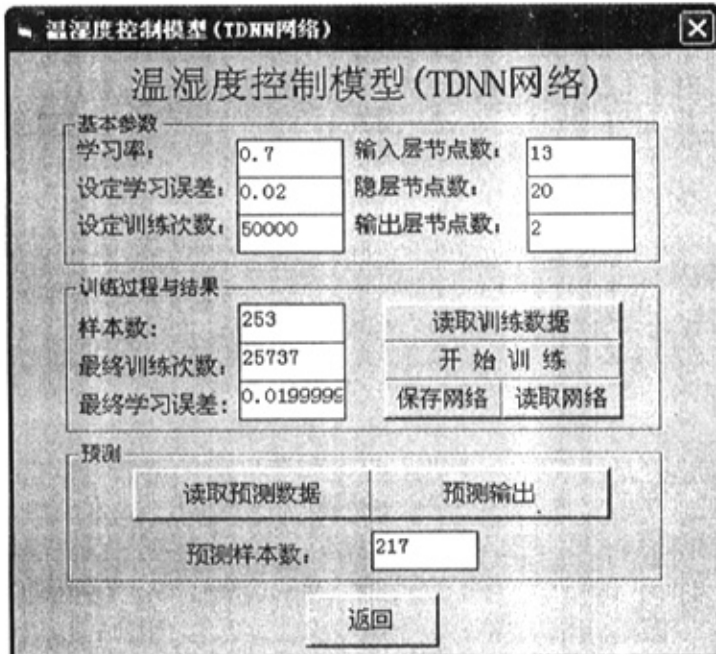 温湿度控制模型(TDNN网络)
温湿度控制模型(TDNN网络)
基本参数
学习率: 0.7 输入层节点数: 13
设定学习误差: 0.02 隐层节点数: 20
设定训练次数: 50000 输出层节点数: 2
训练过程与结果
样本数: 253 读取训练数据
最终训练次数: 25737 开始训练
最终学习误差: 0.0199999 保存网络 读取网络
预测
读取预测数据 预测输出
预测样本数: 217
返回